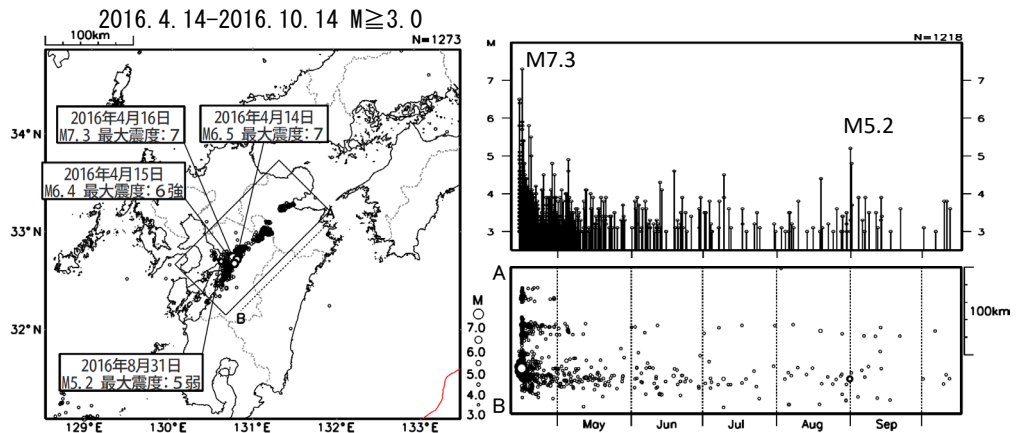 2016.4.14-2016.10.14 M≧3.0
100km
N=1273
34°N
33°N
32°N
129°E
130°E
131°E
132°E
133°E
2016年4月16日
M7.3 最大震度:7
2016年4月14日
M6.5 最大震度:7
2016年4月15日
M6.4 最大震度:6強
2016年8月31日
M5.2 最大震度:5弱
B
M
7.0
6.0
5.0
4.0
3.0
N=1218
M
7
6
5
4
3
7
6
5
4
3
M7.3
M5.2
A
B
100km
May
Jun
Jul
Aug
Sep